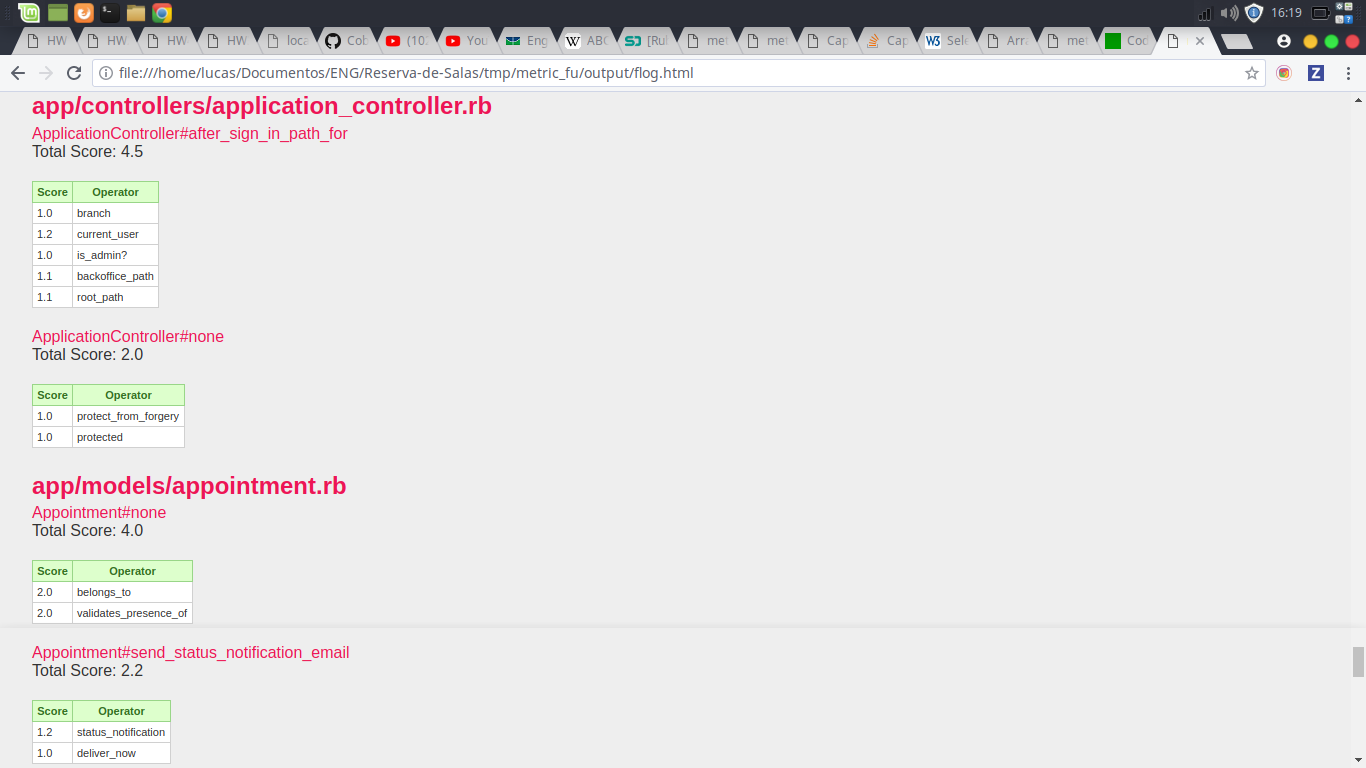 16:19
HW
HW
HW
HW
loca
Cob
(10
You
Eng
W ABC
[Rul
met
met
Cap
Cap
W3 Sele
Arra
met
Coc
file:///home/lucas/Documentos/ENG/Reserva-de-Salas/tmp/metric_fu/output/flog.html
Z
app/controllers/application_controller.rb
ApplicationController#after_sign_in_path_for
Total Score: 4.5
Score Operator
1.0 branch
1.2 current_user
1.0 is_admin?
1.1 backoffice_path
1.1 root_path
ApplicationController#none
Total Score: 2.0
Score Operator
1.0 protect_from_forgery
1.0 protected
app/models/appointment.rb
Appointment#none
Total Score: 4.0
Score Operator
2.0 belongs_to
2.0 validates_presence_of
Appointment#send_status_notification_email
Total Score: 2.2
Score Operator
1.2 status_notification
1.0 deliver_now